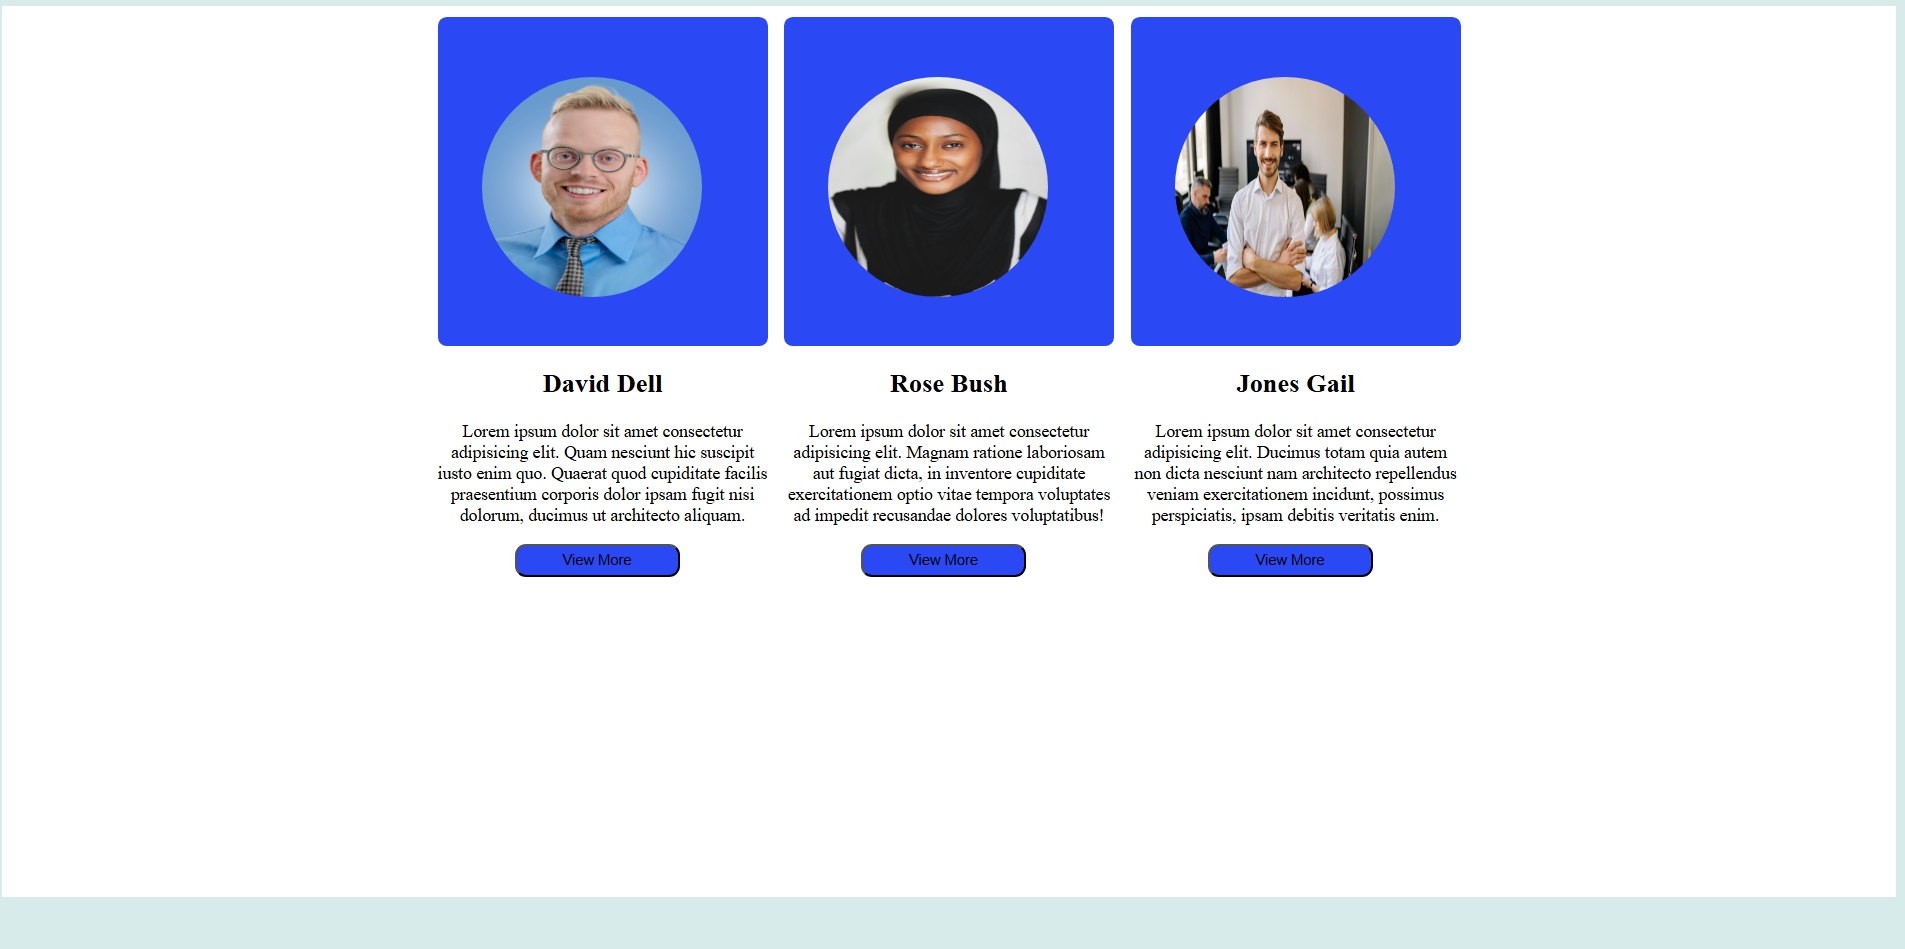 David Dell
Lorem ipsum dolor sit amet consectetur
adipisicing elit. Quam nesciunt hic suscipit
iusto enim quo. Quaerat quod cupiditate facilis
praesentium corporis dolor ipsam fugit nisi
dolorum, ducimus ut architecto aliquam.
View More
Rose Bush
Lorem ipsum dolor sit amet consectetur
adipisicing elit. Magnam ratione laboriosam
aut fugiat dicta, in inventore cupiditate
exercitationem optio vitae tempora voluptates
ad impedit recusandae dolores voluptatibus!
View More
Jones Gail
Lorem ipsum dolor sit amet consectetur
adipisicing elit. Ducimus totam quia autem
non dicta nesciunt nam architecto repellendus
veniam exercitationem incidunt, possimus
perspiciatis, ipsam debitis veritatis enim.
View More